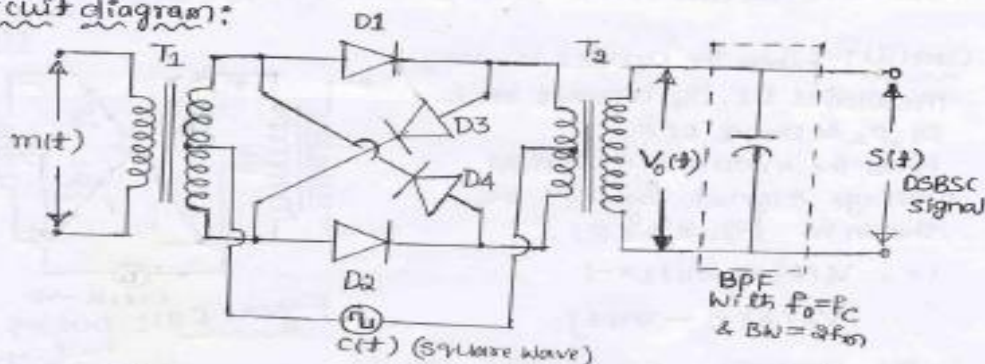 cuit diagram:
D1
T1
T2
m(t)
D3
D4
V0(t)
S(t)
DSBSC
signal
D2
BPF
with f0=fc
& BW=2fm
c(t) (square wave)